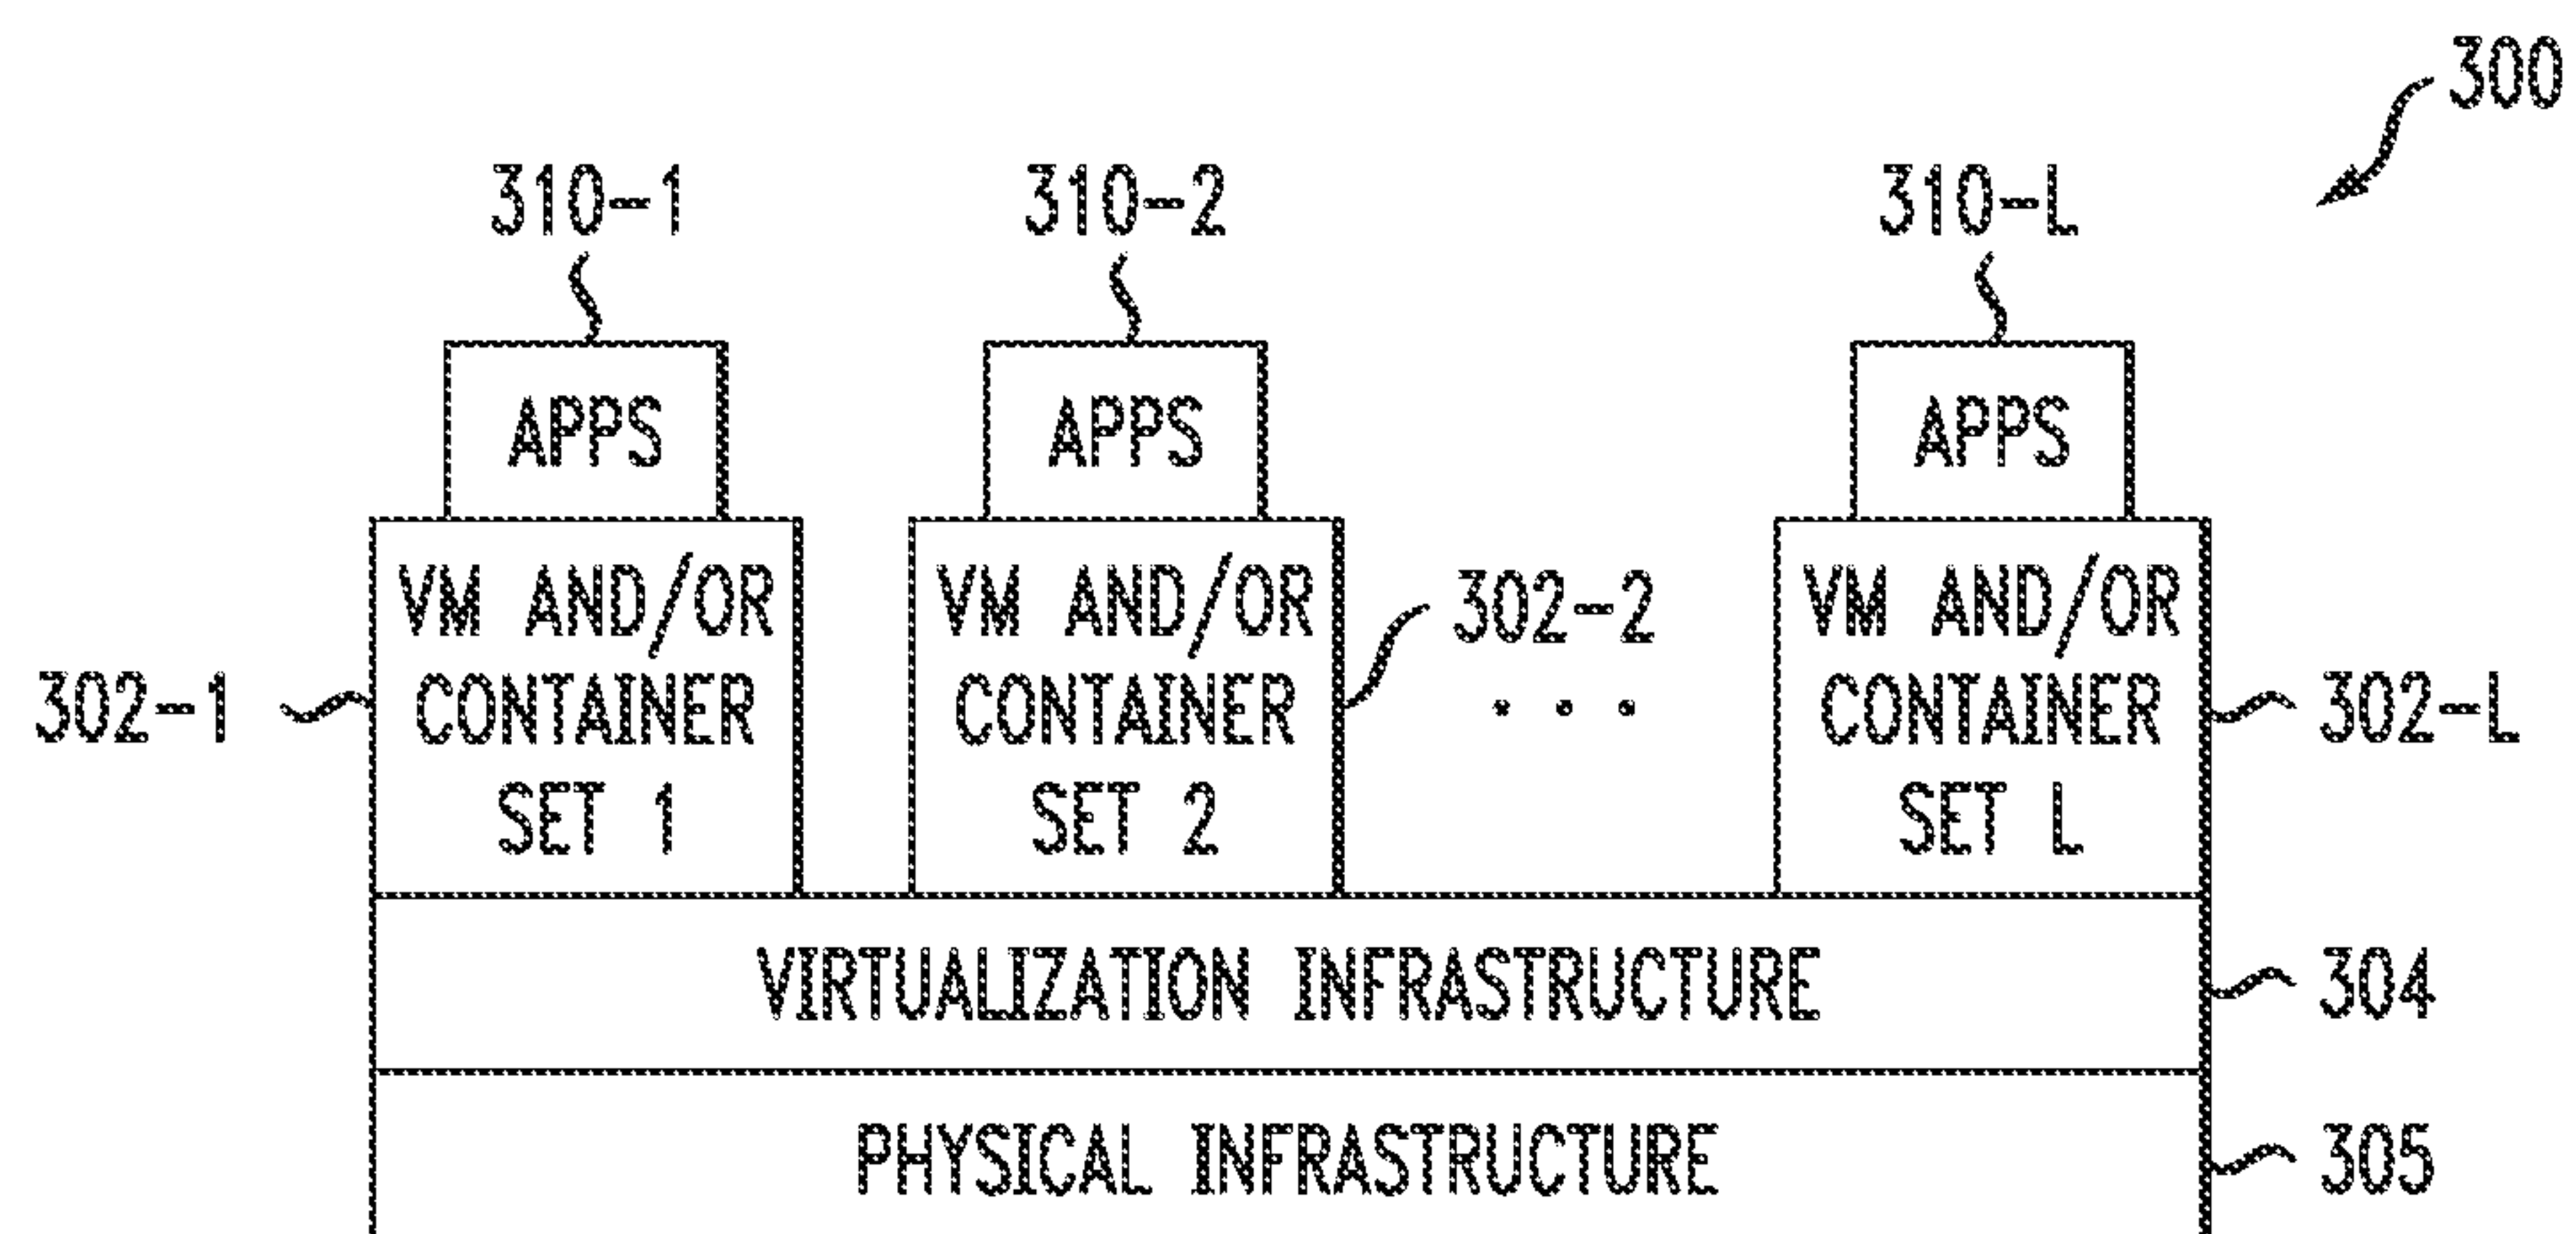 300
310-1 310-2 310-L
APPS APPS APPS
VM AND/OR VM AND/OR 302-2 VM AND/OR
302-1 CONTAINER CONTAINER . . . CONTAINER 302-L
SET 1 SET 2 SET L
VIRTUALIZATION INFRASTRUCTURE 304
PHYSICAL INFRASTRUCTURE 305